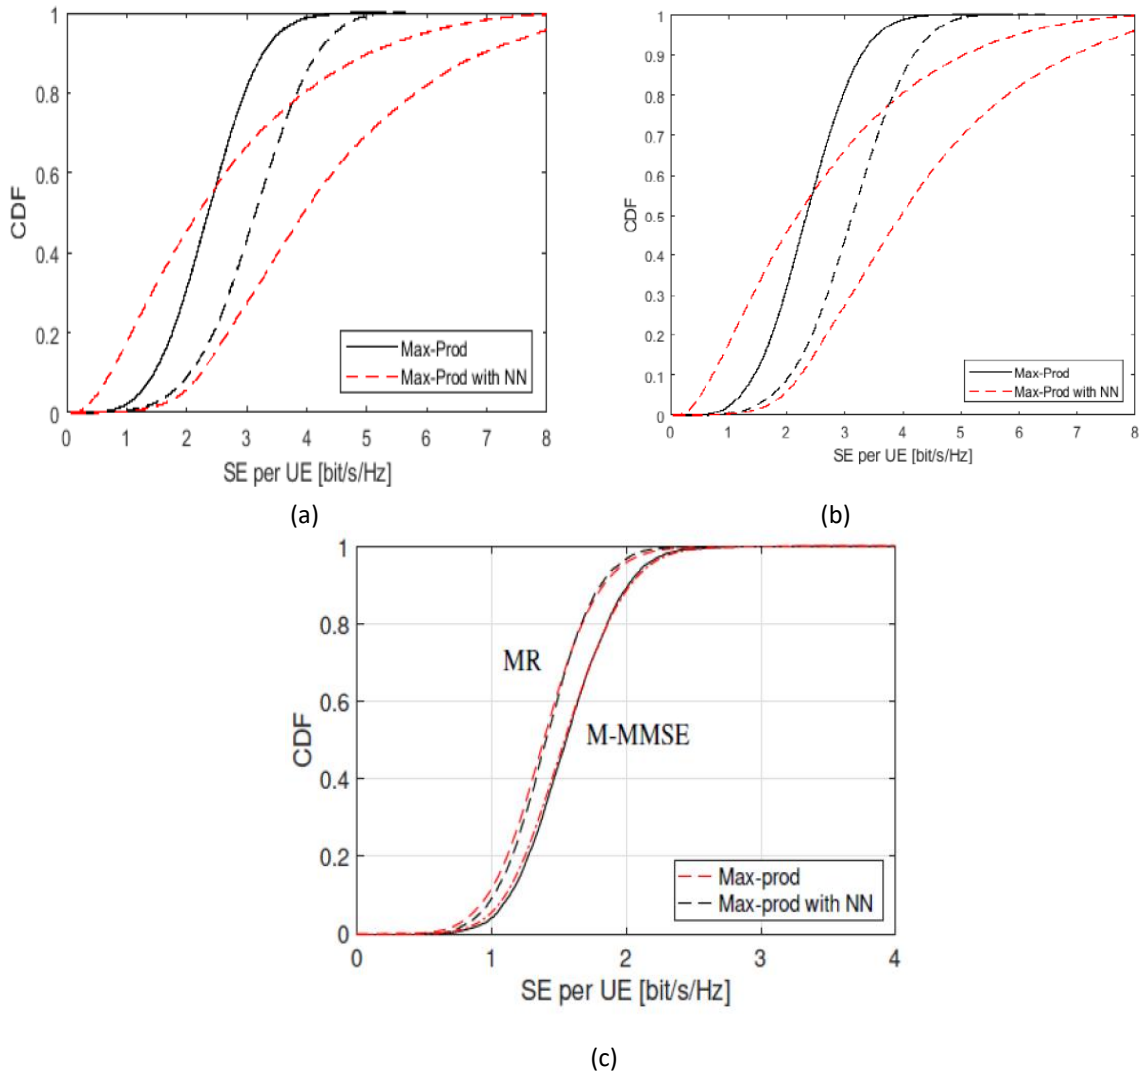 1
0.8
0.6
0.4
0.2
0
CDF
0 1 2 3 4 5 6 7 8
SE per UE [bit/s/Hz]
Max-Prod
Max-Prod with NN
(a)
1
0.9
0.8
0.7
0.6
0.5
0.4
0.3
0.2
0.1
0
CDF
0 1 2 3 4 5 6 7 8
SE per UE [bit/s/Hz]
Max-Prod
Max-Prod with NN
(b)
1
0.8
0.6
0.4
0.2
0
CDF
MR
M-MMSE
Max-prod
Max-prod with NN
0 1 2 3 4
SE per UE [bit/s/Hz]
(c)